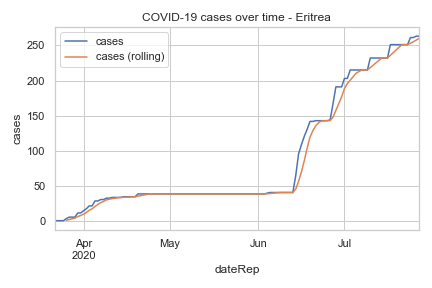 COVID-19 cases over time - Eritrea
cases
cases (rolling)
250
200
150
100
50
0
cases
Apr
2020
May
Jun
Jul
dateRep